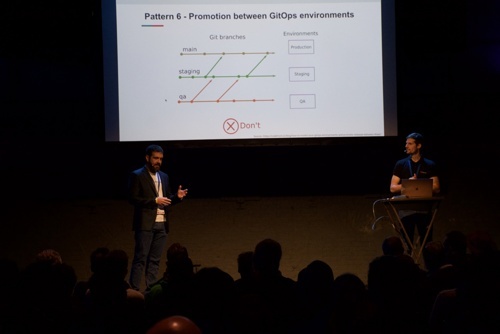 Pattern 6 - Promotion between GitOps environments
Git branches
Environments
main
Production
staging
Staging
qa
QA
Don't